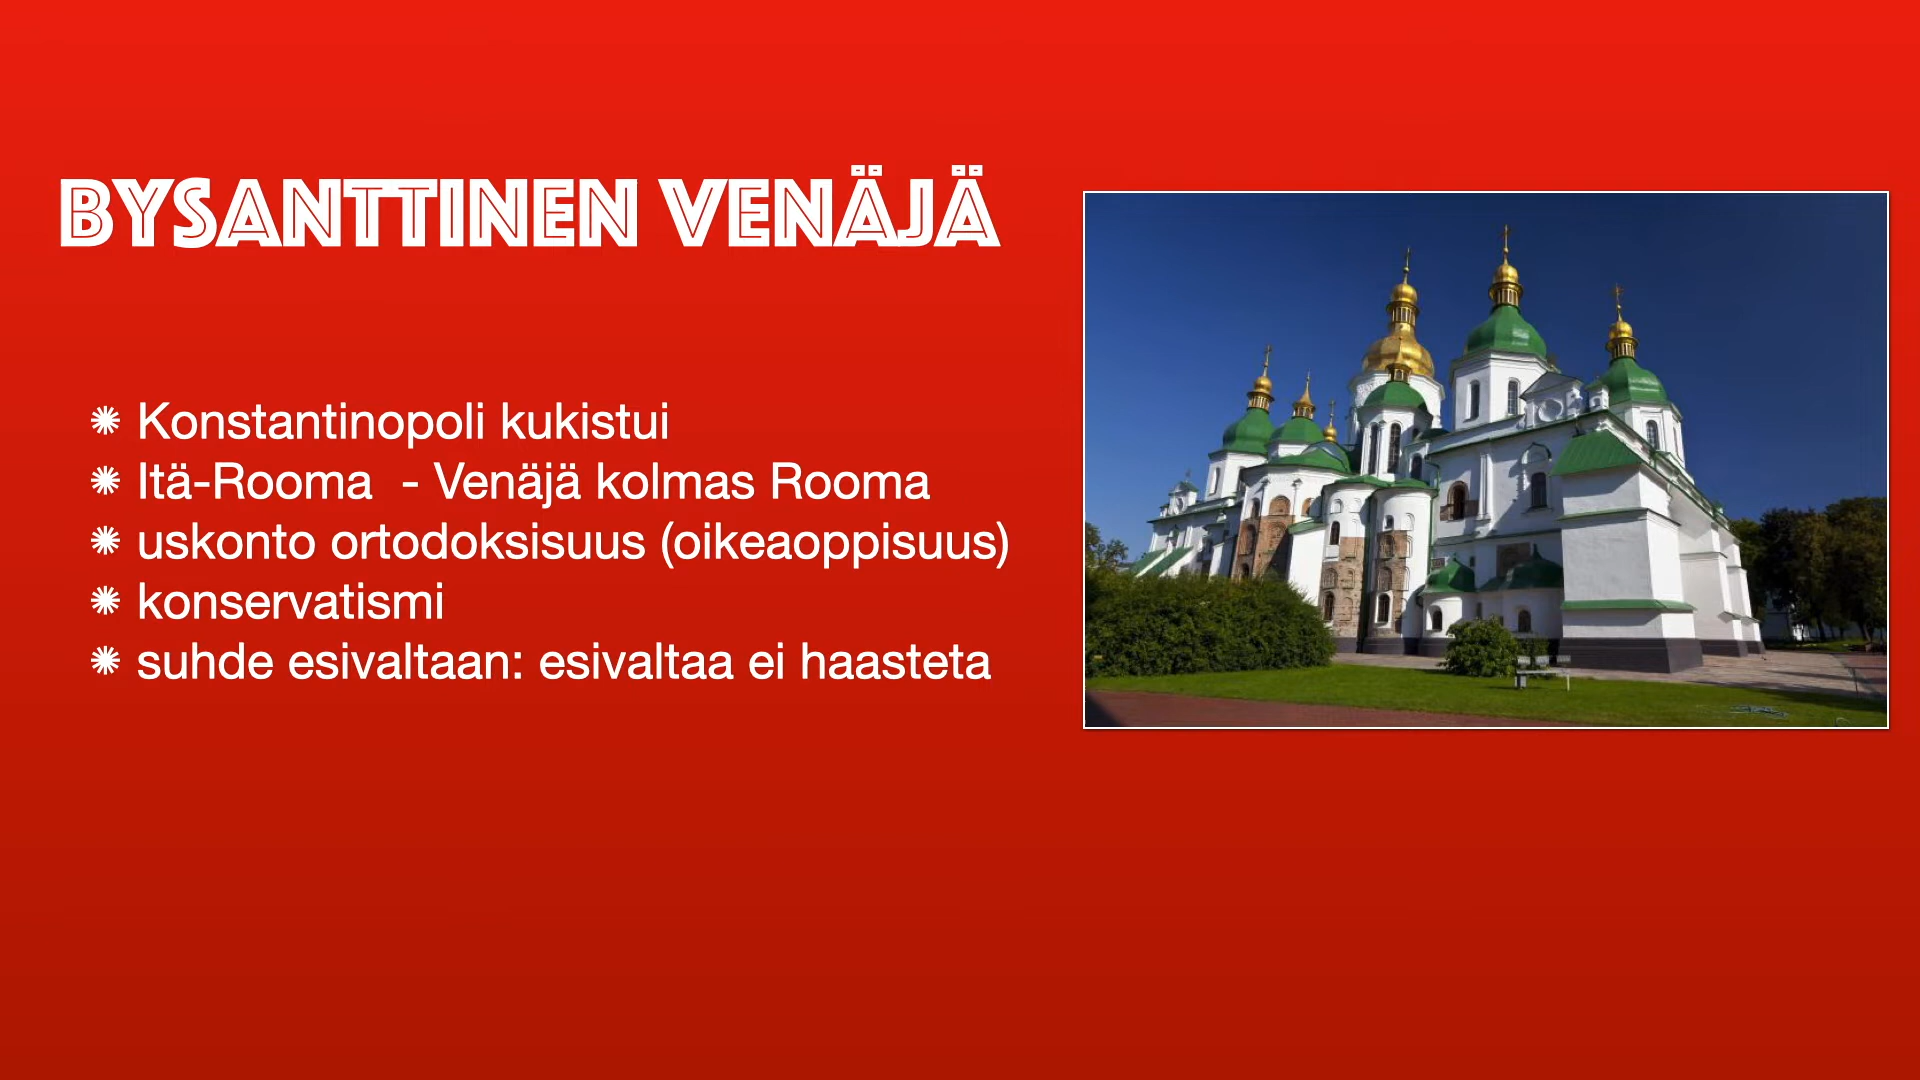 BYSANTTINEN VENÄJÄ
Konstantinopoli kukistui
Itä-Rooma - Venäjä kolmas Rooma
uskonto ortodoksisuus (oikeaoppisuus)
konservatismi
suhde esivaltaan: esivaltaa ei haasteta